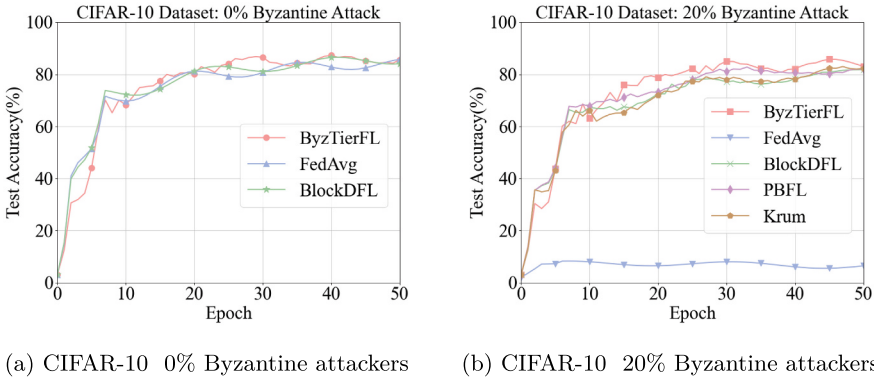 CIFAR-10 Dataset: 0% Byzantine Attack
100
80
60
40
20
0
Test Accuracy(%)
ByzTierFL
FedAvg
BlockDFL
0 10 20 30 40 50
Epoch
(a) CIFAR-10 0% Byzantine attackers
CIFAR-10 Dataset: 20% Byzantine Attack
100
80
60
40
20
0
Test Accuracy(%)
ByzTierFL
FedAvg
BlockDFL
PBFL
Krum
0 10 20 30 40 50
Epoch
(b) CIFAR-10 20% Byzantine attackers